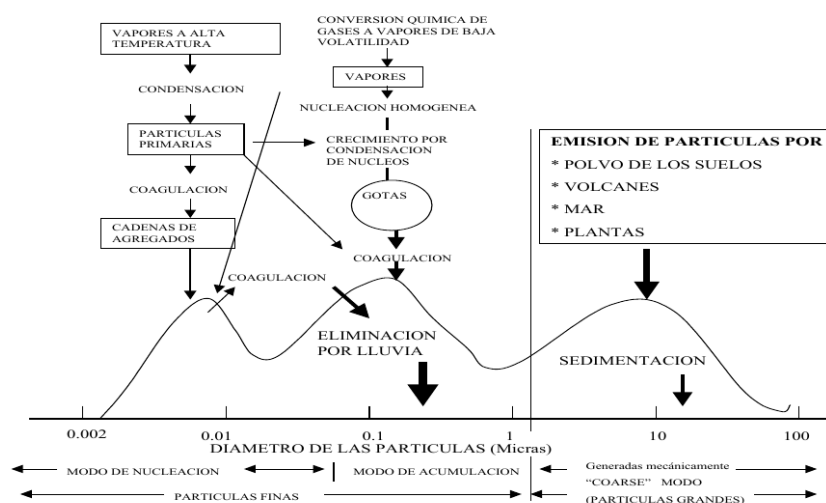 VAPORES A ALTA
TEMPERATURA
CONDENSACION
PARTICULAS
PRIMARIAS
COAGULACION
CADENAS DE
AGREGADOS
CONVERSION QUIMICA DE
GASES A VAPORES DE BAJA
VOLATILIDAD
VAPORES
NUCLEACION HOMOGENEA
CRECIMIENTO POR
CONDENSACION
DE NUCLEOS
GOTAS
COAGULACION
COAGULACION
ELIMINACION
POR LLUVIA
EMISION DE PARTICULAS POR
* POLVO DE LOS SUELOS
* VOLCANES
* MAR
* PLANTAS
SEDIMENTACION
0.002 0.01 0.1 1 10 100
DIAMETRO DE LAS PARTICULAS (Micras)
MODO DE NUCLEACION
MODO DE ACUMULACION
PARTICULAS FINAS
Generadas mecánicamente
"COARSE" MODO
(PARTICULAS GRANDES)